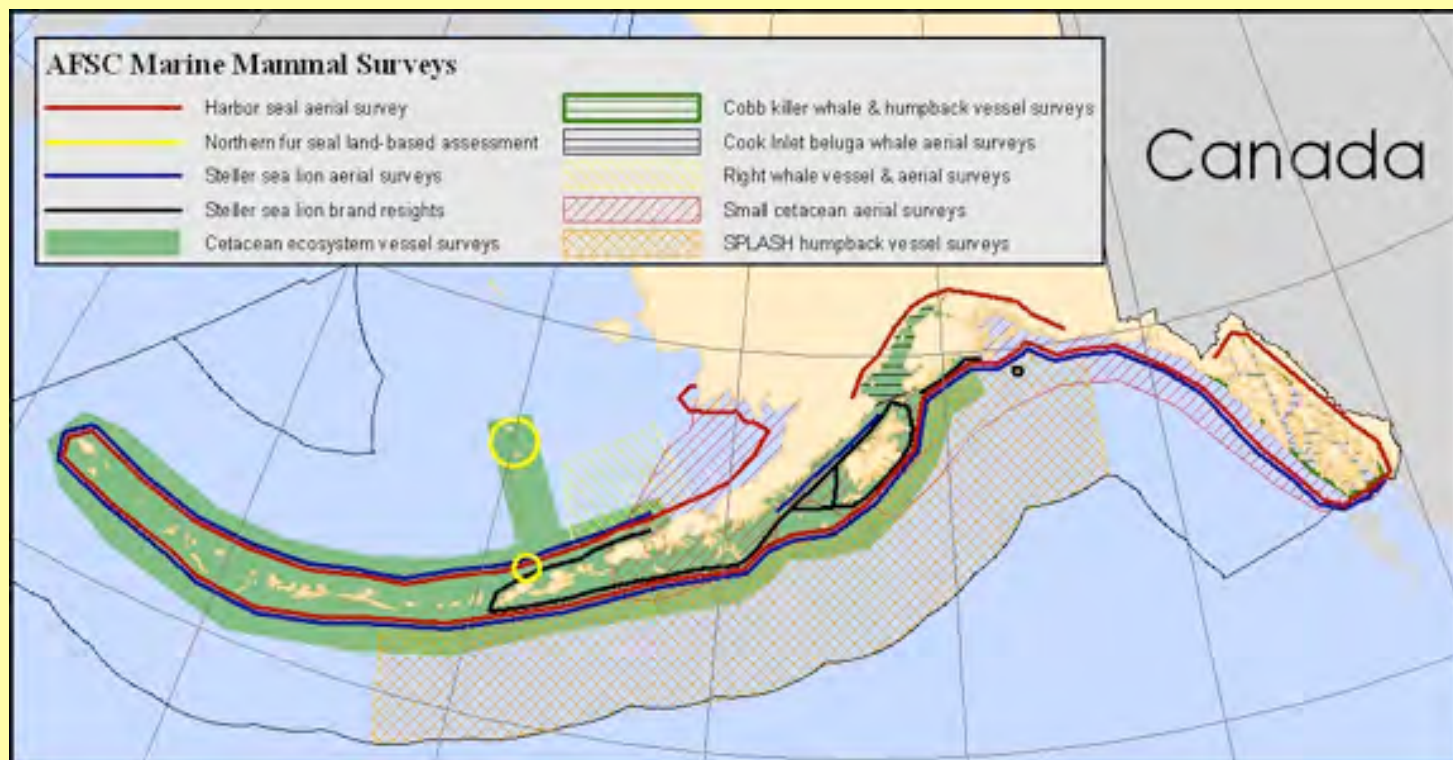 AFSC Marine Mammal Surveys
Harbor seal aerial survey
Northern fur seal land-based assessment
Steller sea lion aerial surveys
Steller sea lion brand resights
Cetacean ecosystem vessel surveys
Cobb killer whale & humpback vessel surveys
Cook Inlet beluga whale aerial surveys
Right whale vessel & aerial surveys
Small cetacean aerial surveys
SPLASH humpback vessel surveys
Canada